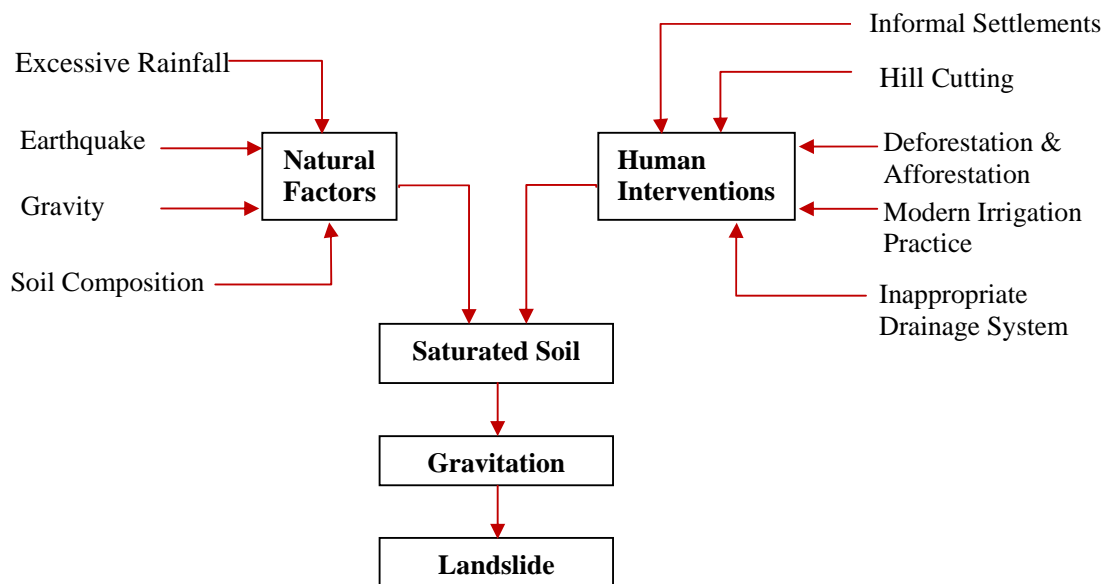 Informal Settlements
Excessive Rainfall
Hill Cutting
Earthquake
Natural
Factors
Human
Interventions
Deforestation &
Afforestation
Gravity
Modern Irrigation
Practice
Soil Composition
Inappropriate
Drainage System
Saturated Soil
Gravitation
Landslide